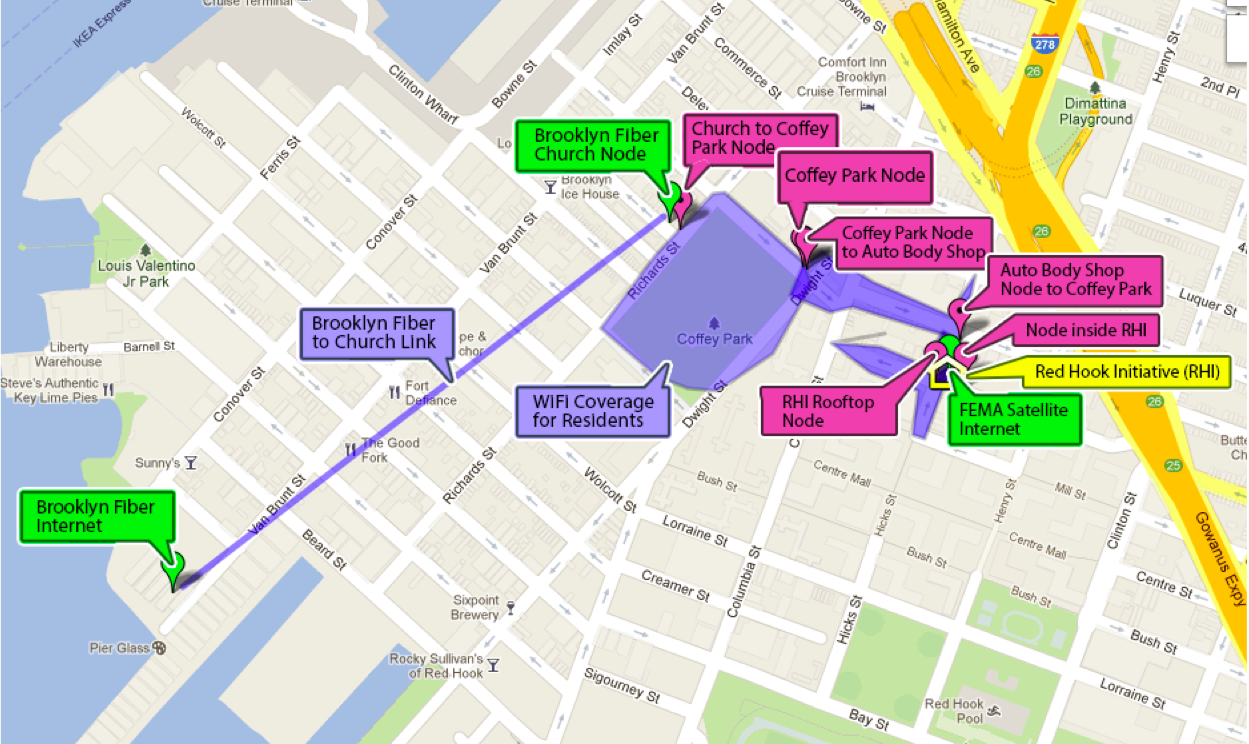 Cruise Terminal
IKEA Express
Clinton Wharf
Bowne St
Imlay St
Van Brunt St
Commerce St
Bowne St
Hamilton Ave
278
26
Henry St
2nd Pl
Comfort Inn
Brooklyn
Cruise Terminal
Dimattina
Playground
Wolcott St
Ferris St
Conover St
Van Brunt St
Brooklyn Fiber
Church Node
Church to Coffey
Park Node
Coffey Park Node
Brooklyn
Ice House
Coffey Park Node
to Auto Body Shop
26
Auto Body Shop
Node to Coffey Park
Luquer St
Louis Valentino
Jr Park
Richards St
Dwight St
Coffey Park
Node inside RHI
Brooklyn Fiber
to Church Link
Liberty
Warehouse
Barnell St
Steve's Authentic
Key Lime Pies
Red Hook Initiative (RHI)
Conover St
Fort
Defiance
WIFI Coverage
for Residents
Dwight St
RHI Rooftop
Node
FEMA Satellite
Internet
26
The Good
Fork
Sunny's
25
Richards St
Wolcott St
Bush St
Centre Mall
Mill St
Hicks St
Henry St
Clinton St
Gowanus Expy
Brooklyn Fiber
Internet
Van Brunt St
Beard St
Lorraine St
Centre Mall
Bush St
Bush St
Centre St
Creamer St
Columbia St
Hicks St
Sixpoint
Brewery
Bush St
Pier Glass
Rocky Sullivan's
of Red Hook
Sigourney St
Bay St
Red Hook
Pool
Lorraine St